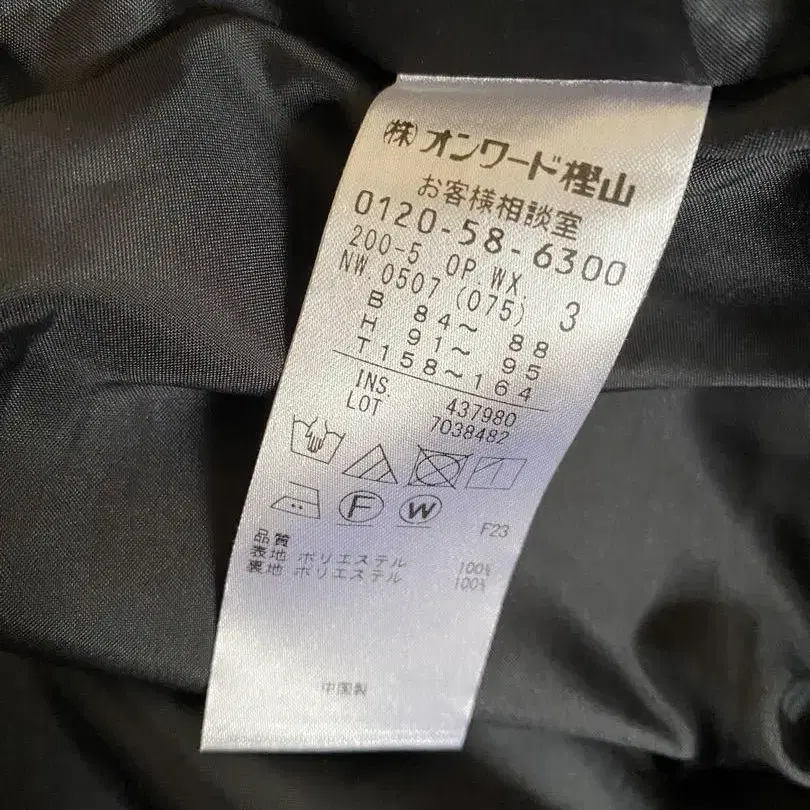 (株)オンワード樫山
お客様相談室
0120-58-6300
200-5 OP.WX. 3
NW.0507(075)
B 84〜 88
H 91〜 95
T158〜164
INS. 437980
LOT 7038482
F W F23
品質
表地 ポリエステル 100%
裏地 ポリエステル 100%
中国製